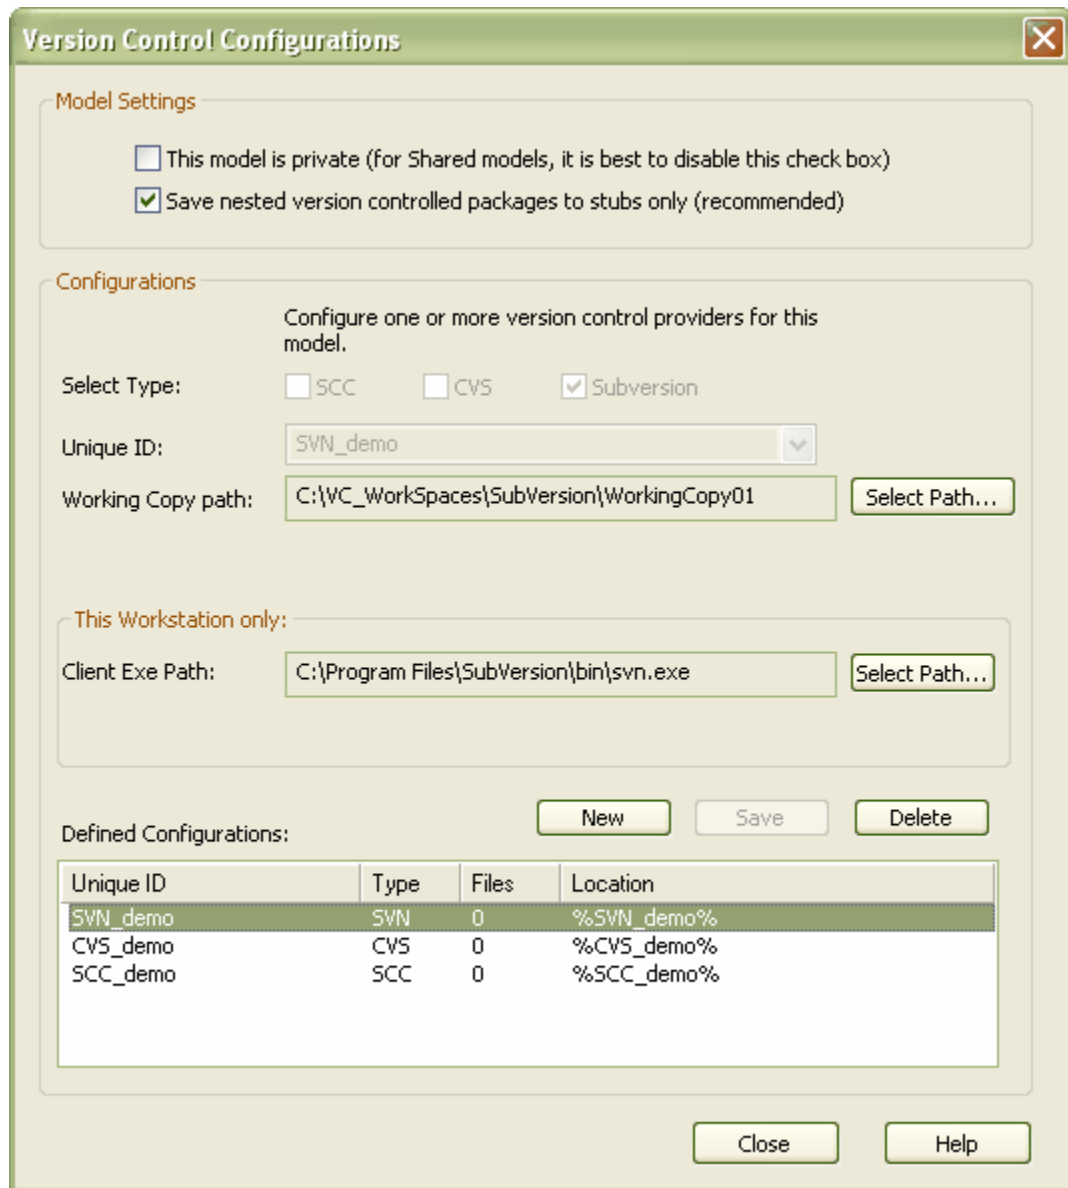 Version Control Configurations
Model Settings
This model is private (for Shared models, it is best to disable this check box)
Save nested version controlled packages to stubs only (recommended)
Configurations
Configure one or more version control providers for this
model.
Select Type: SCC CVS Subversion
Unique ID: SVN_demo
Working Copy path: C:\VC_WorkSpaces\SubVersion\WorkingCopy01 Select Path...
This Workstation only:
Client Exe Path: C:\Program Files\SubVersion\bin\svn.exe Select Path...
New Save Delete
Defined Configurations:
Unique ID Type Files Location
SVN_demo SVN 0 %SVN_demo%
CVS_demo CVS 0 %CVS_demo%
SCC_demo SCC 0 %SCC_demo%
Close Help